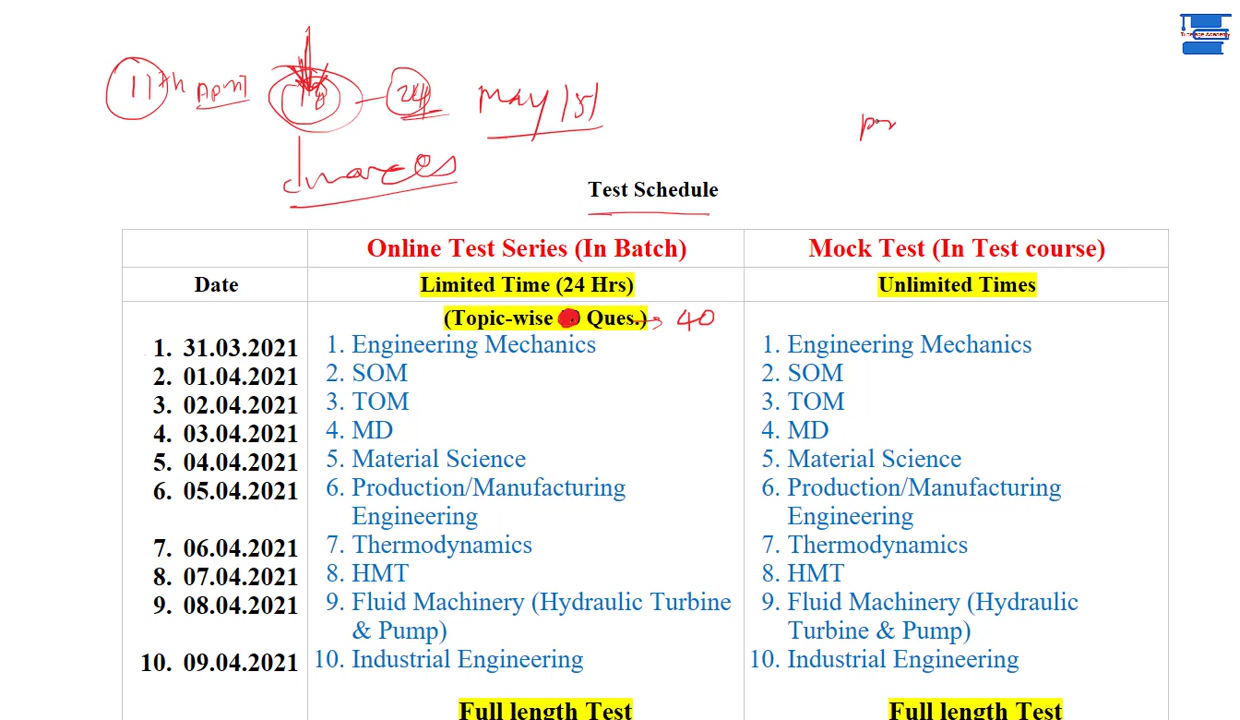 11th April 18 - 24 May 1st
chances
Test Schedule
Online Test Series (In Batch) Mock Test (In Test course)
Date Limited Time (24 Hrs) Unlimited Times
(Topic-wise Ques.) → 40
1. 31.03.2021 1. Engineering Mechanics 1. Engineering Mechanics
2. 01.04.2021 2. SOM 2. SOM
3. 02.04.2021 3. TOM 3. TOM
4. 03.04.2021 4. MD 4. MD
5. 04.04.2021 5. Material Science 5. Material Science
6. 05.04.2021 6. Production/Manufacturing 6. Production/Manufacturing
Engineering Engineering
7. 06.04.2021 7. Thermodynamics 7. Thermodynamics
8. 07.04.2021 8. HMT 8. HMT
9. 08.04.2021 9. Fluid Machinery (Hydraulic Turbine 9. Fluid Machinery (Hydraulic
& Pump) Turbine & Pump)
10. 09.04.2021 10. Industrial Engineering 10. Industrial Engineering
Full length Test Full length Test